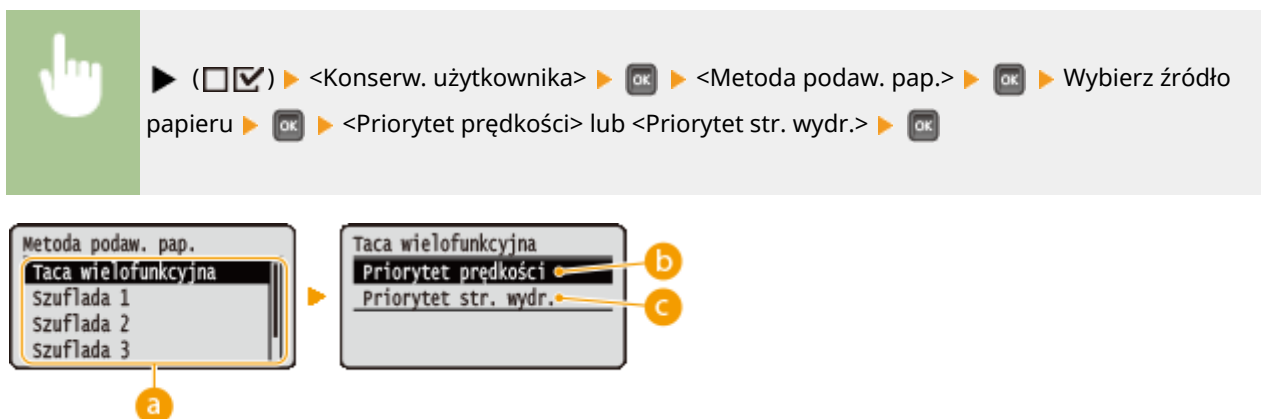 ▶ (☐☑) ▶ <Konserw. użytkownika> ▶ OK ▶ <Metoda podaw. pap.> ▶ OK ▶ Wybierz źródło
papieru ▶ OK ▶ <Priorytet prędkości> lub <Priorytet str. wydr.> ▶ OK
Metoda podaw. pap.
Taca wielofunkcyjna
Szuflada 1
Szuflada 2
Szuflada 3
a
Taca wielofunkcyjna
Priorytet prędkości
b
Priorytet str. wydr.
c